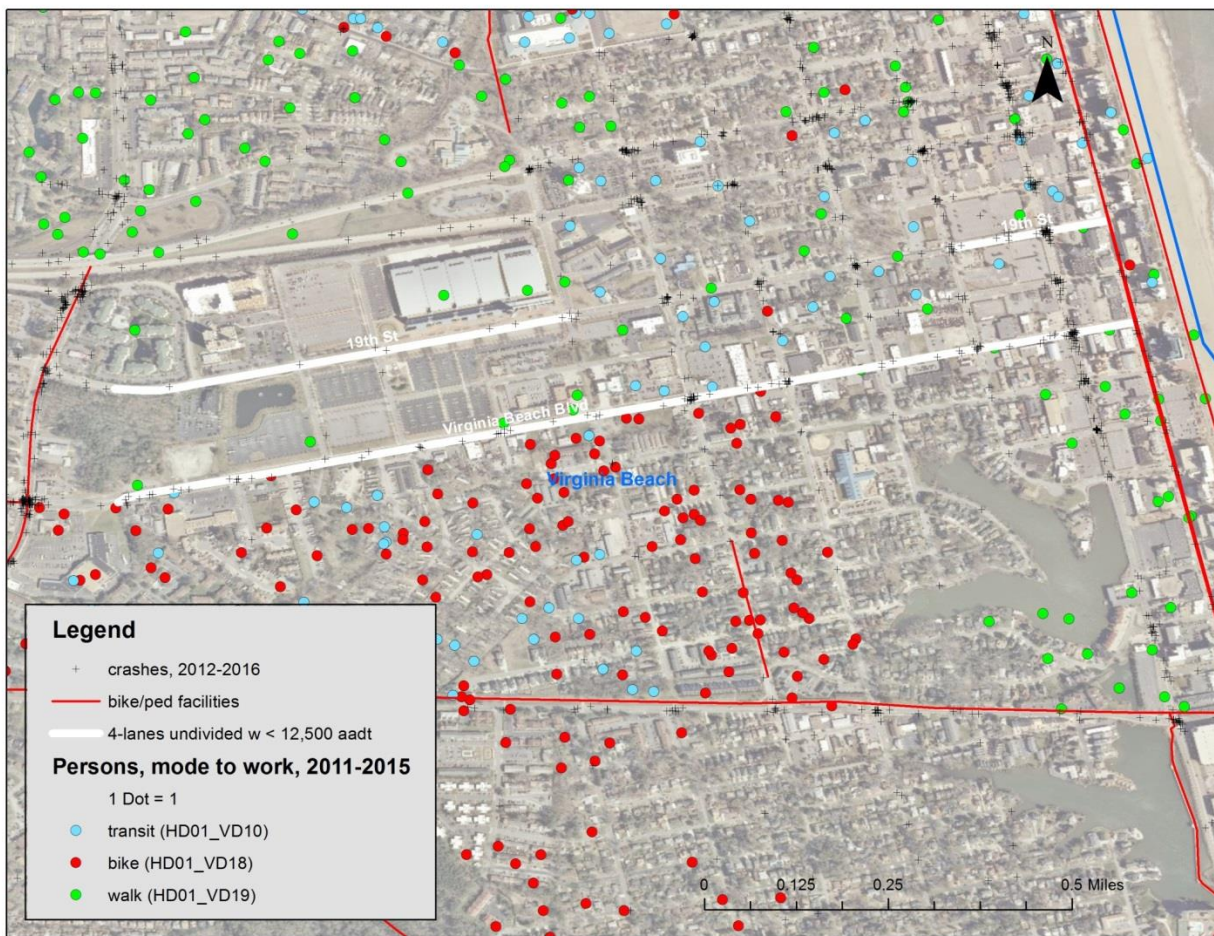 N
19th St
19th St
Virginia Beach Blvd
Virginia Beach
Legend
crashes, 2012-2016
bike/ped facilities
4-lanes undivided w < 12,500 aadt
Persons, mode to work, 2011-2015
1 Dot = 1
transit (HD01_VD10)
bike (HD01_VD18)
walk (HD01_VD19)
0 0.125 0.25 0.5 Miles